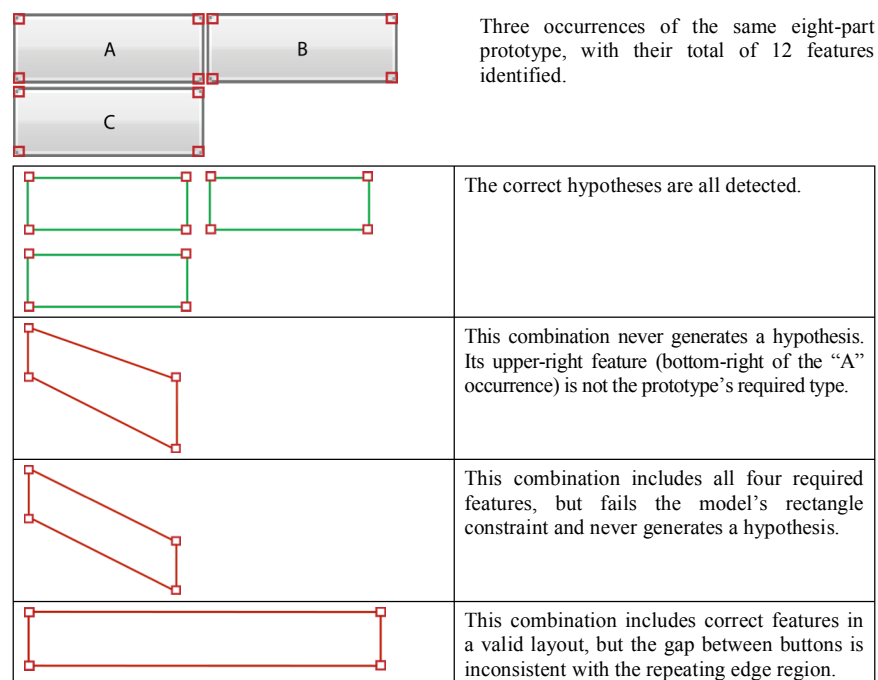 A
B
C
Three occurrences of the same eight-part
prototype, with their total of 12 features
identified.
The correct hypotheses are all detected.
This combination never generates a hypothesis.
Its upper-right feature (bottom-right of the “A”
occurrence) is not the prototype’s required type.
This combination includes all four required
features, but fails the model’s rectangle
constraint and never generates a hypothesis.
This combination includes correct features in
a valid layout, but the gap between buttons is
inconsistent with the repeating edge region.